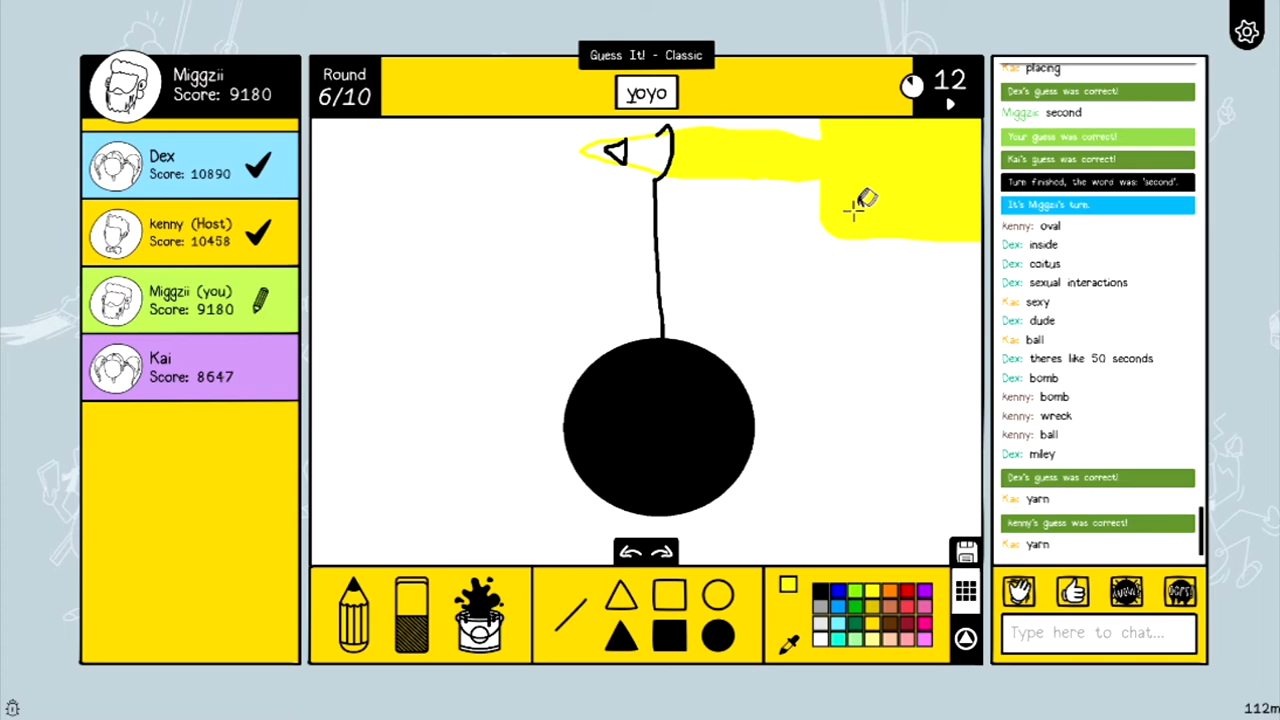 Guess It! - Classic
Miggzii
Score: 9180
Round
6/10
yoyo
12
Dex
Score: 10890
kenny (Host)
Score: 10458
Miggzii (you)
Score: 9180
Kai
Score: 8647
Kai: placing
Dex's guess was correct!
Miggzii: second
Your guess was correct!
Kai's guess was correct!
Turn finished, the word was: 'second'.
It's Miggzii's turn.
kenny: oval
Dex: inside
Dex: coitus
Dex: sexual interactions
Kai: sexy
Dex: dude
Kai: ball
Dex: theres like 50 seconds
Dex: bomb
kenny: bomb
kenny: wreck
kenny: ball
Dex: miley
Dex's guess was correct!
Kai: yarn
kenny's guess was correct!
Kai: yarn
Type here to chat...
112m